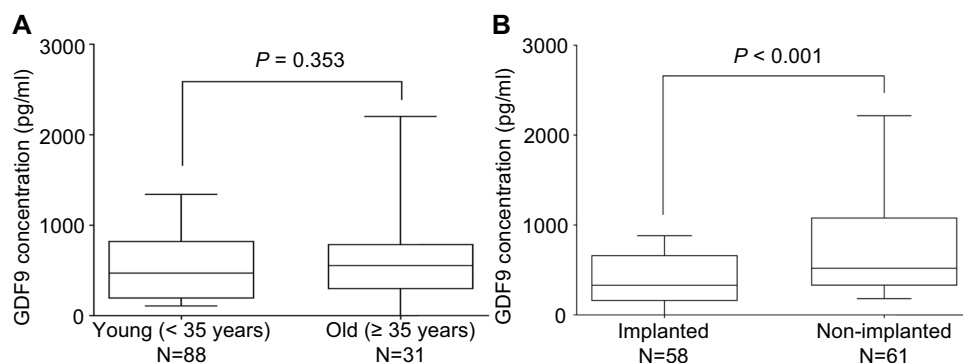 A
GDF9 concentration (pg/ml)
3000
2000
1000
0
P = 0.353
Young (< 35 years)
N=88
Old (≥ 35 years)
N=31
B
GDF9 concentration (pg/ml)
3000
2000
1000
0
P < 0.001
Implanted
N=58
Non-implanted
N=61